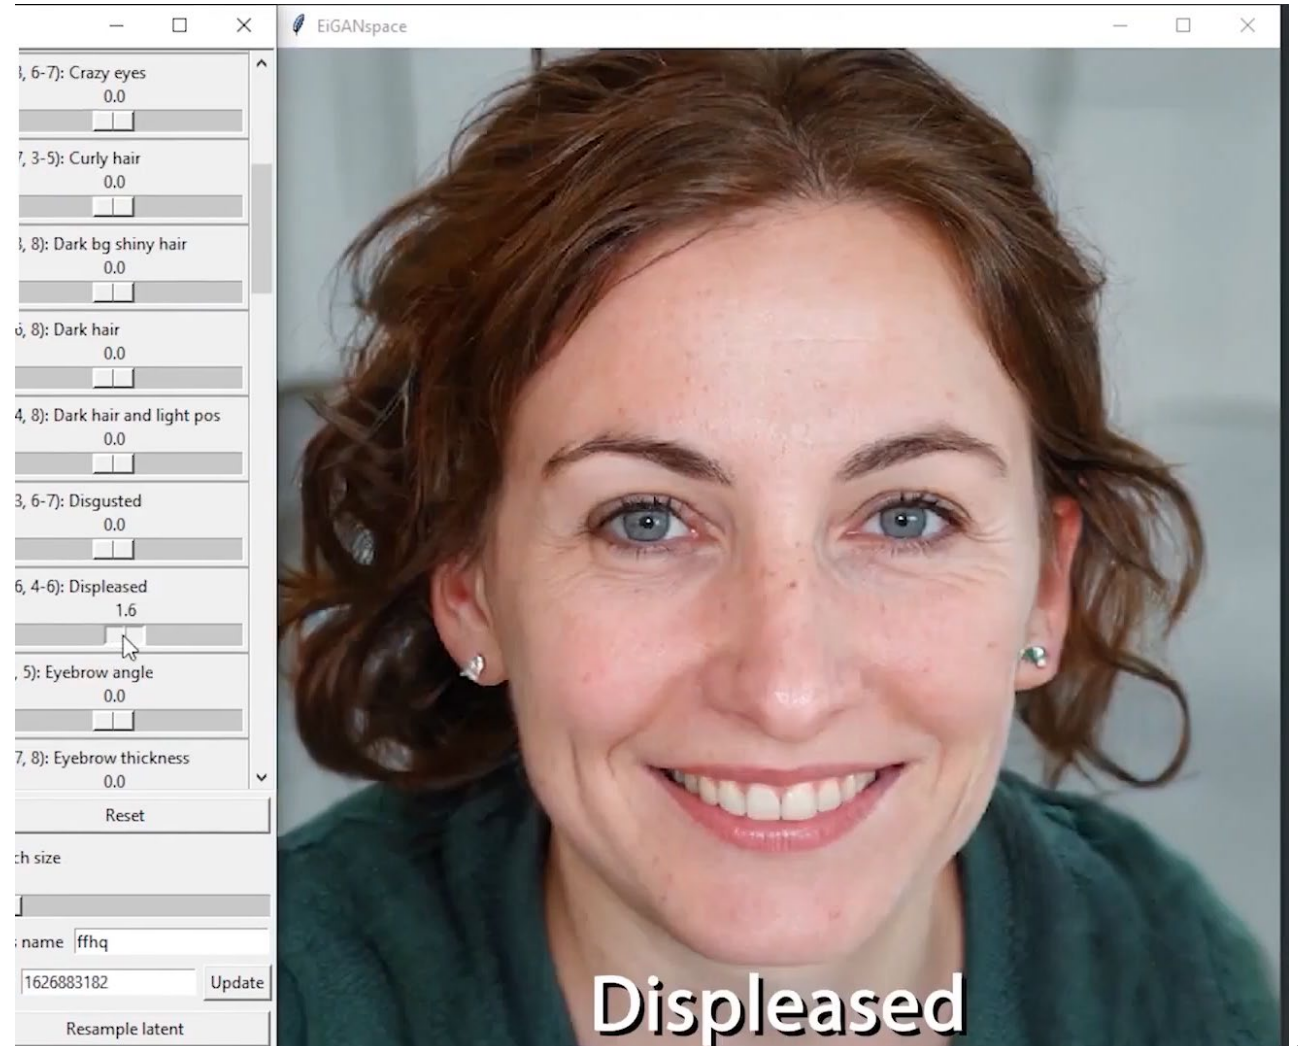 EiGANspace
3, 6-7): Crazy eyes
0.0
7, 3-5): Curly hair
0.0
3, 8): Dark bg shiny hair
0.0
6, 8): Dark hair
0.0
4, 8): Dark hair and light pos
0.0
3, 6-7): Disgusted
0.0
6, 4-6): Displeased
1.6
, 5): Eyebrow angle
0.0
7, 8): Eyebrow thickness
0.0
Reset
ch size
name ffhq
1626883182 Update
Resample latent
Displeased